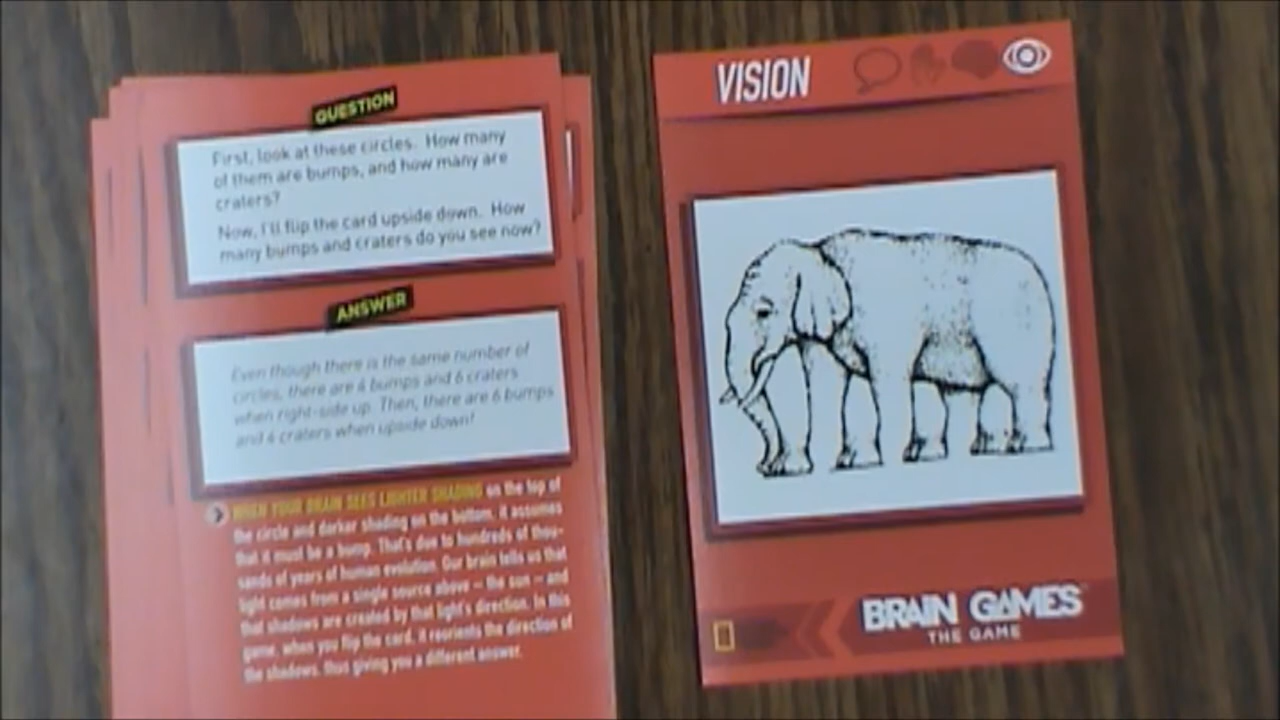 QUESTION
First, look at these circles. How many
of them are bumps, and how many are
craters?
Now, I'll flip the card upside down. How
many bumps and craters do you see now?
ANSWER
Even though there is the same number of
circles, there are 4 bumps and 6 craters
when right-side up. Then, there are 6 bumps
and 4 craters when upside down!
WHEN YOUR BRAIN SEES LIGHTER SHADING on the top of
the circle and darker shading on the bottom, it assumes
that it must be a bump. That's due to hundreds of thou-
sands of years of human evolution. Our brain tells us that
light comes from a single source above – the sun – and
that shadows are created by that light's direction. In this
game, when you flip the card, it reorients the direction of
the shadows, thus giving you a different answer.
VISION
BRAIN GAMES
THE GAME